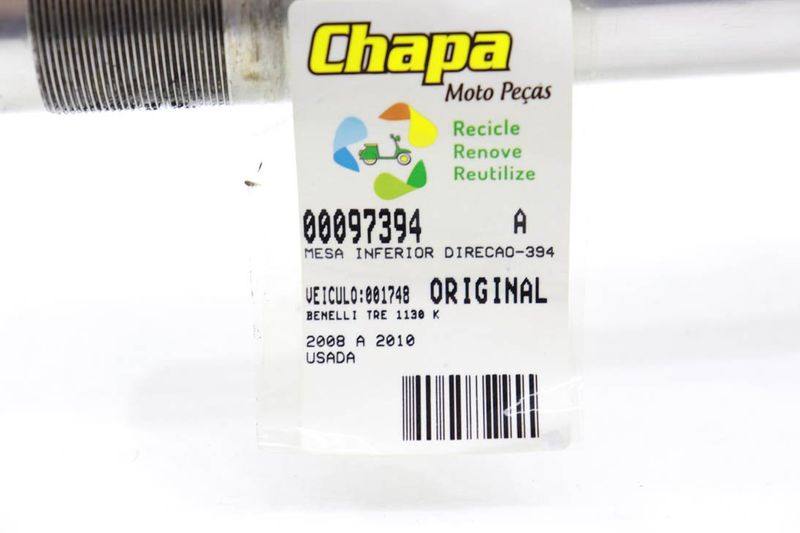 Chapa
Moto Peças
Recicle
Renove
Reutilize
00097394 A
MESA INFERIOR DIRECAO-394
VEICULO:001748 ORIGINAL
BENELLI TRE 1130 K
2008 A 2010
USADA